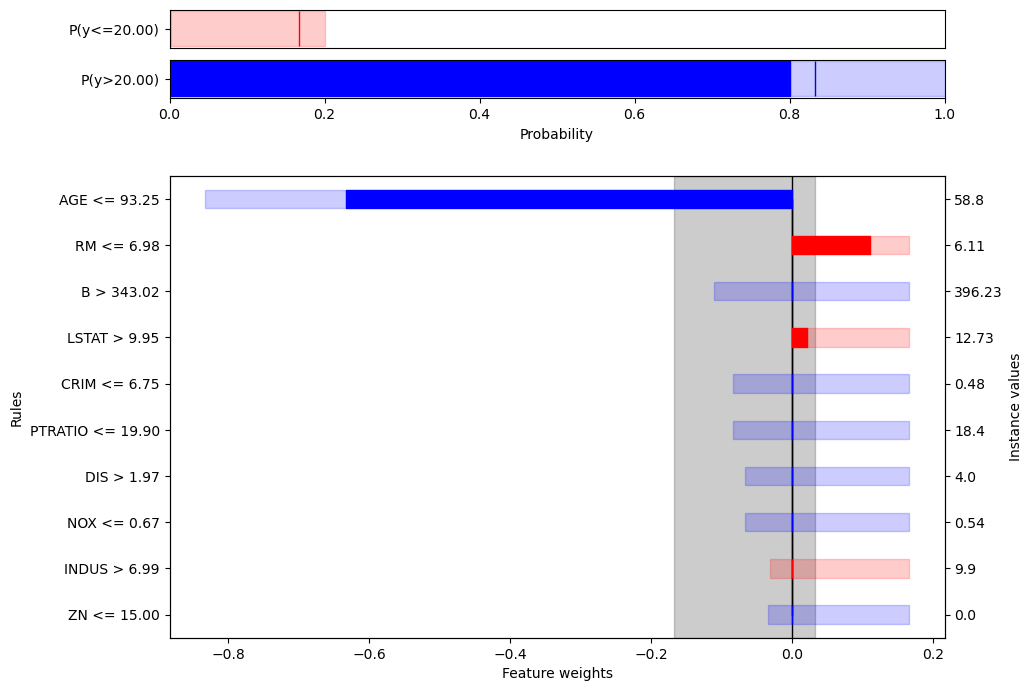 P(y<=20.00)
P(y>20.00)
0.0 0.2 0.4 0.6 0.8 1.0
Probability
Rules
AGE <= 93.25 58.8
RM <= 6.98 6.11
B > 343.02 396.23
LSTAT > 9.95 12.73
CRIM <= 6.75 0.48
PTRATIO <= 19.90 18.4
DIS > 1.97 4.0
NOX <= 0.67 0.54
INDUS > 6.99 9.9
ZN <= 15.00 0.0
Instance values
−0.8 −0.6 −0.4 −0.2 0.0 0.2
Feature weights